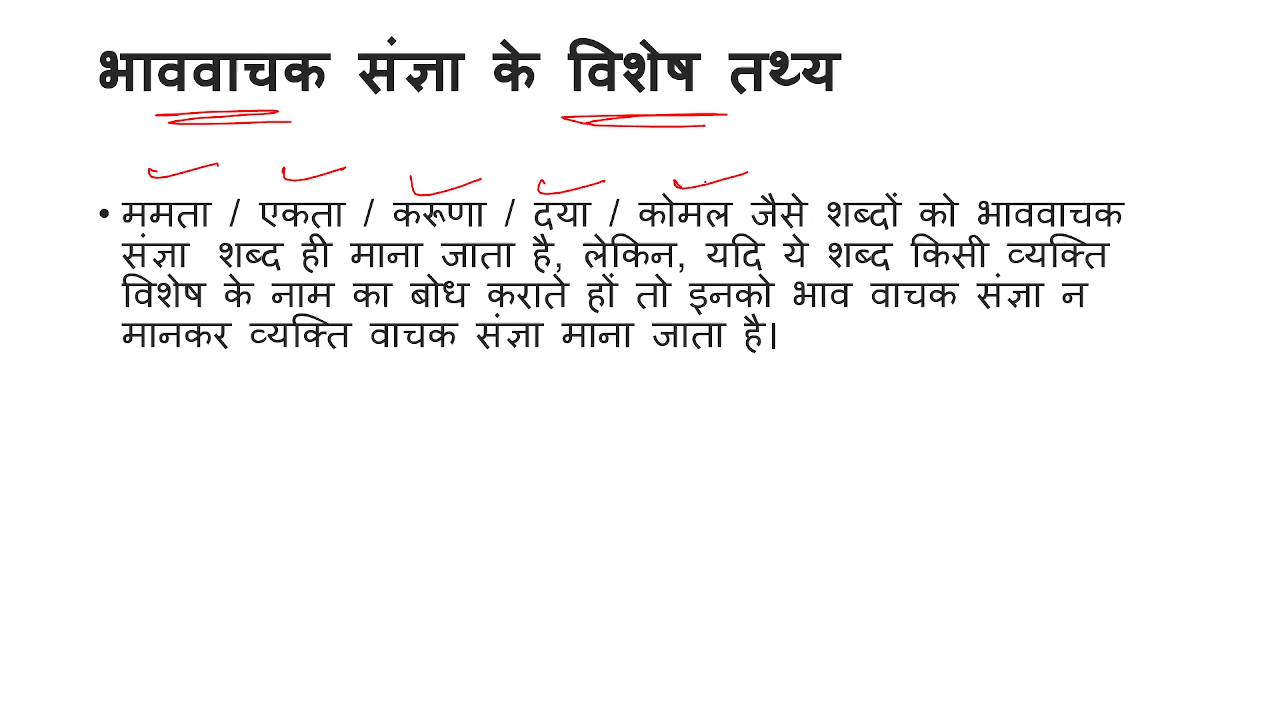 भाववाचक संज्ञा के विशेष तथ्य
• ममता / एकता / करूणा / दया / कोमल जैसे शब्दों को भाववाचक
संज्ञा शब्द ही माना जाता है, लेकिन, यदि ये शब्द किसी व्यक्ति
विशेष के नाम का बोध कराते हों तो इनको भाव वाचक संज्ञा न
मानकर व्यक्ति वाचक संज्ञा माना जाता है।